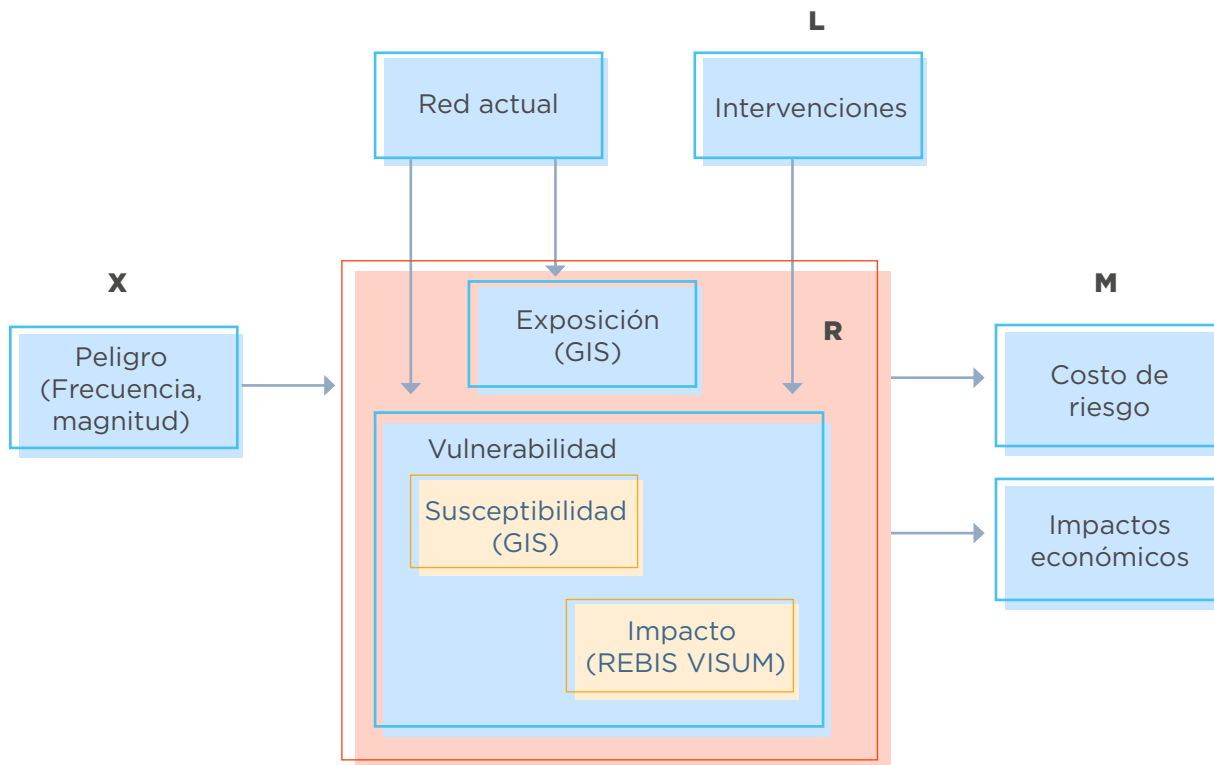 L
Red actual
Intervenciones
X
Peligro
(Frecuencia,
magnitud)
Exposición
(GIS)
R
Vulnerabilidad
Susceptibilidad
(GIS)
Impacto
(REBIS VISUM)
M
Costo de
riesgo
Impactos
económicos